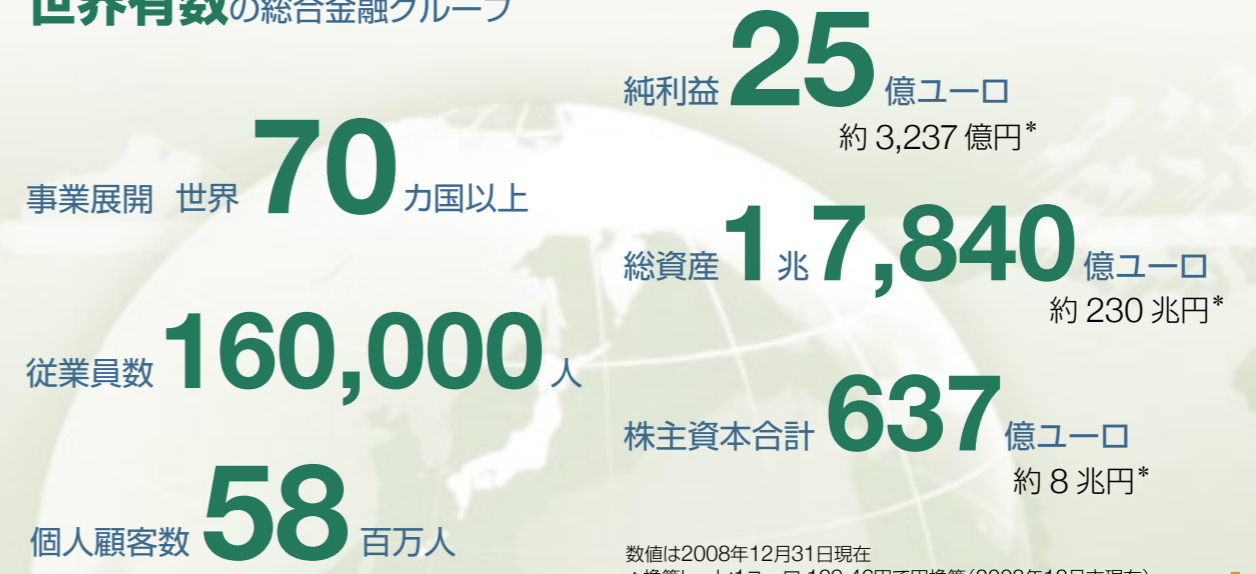 世界有数の総合金融グループ
事業展開 世界 70 カ国以上
従業員数 160,000 人
個人顧客数 58 百万人
純利益 25 億ユーロ
約 3,237 億円*
総資産 1 兆 7,840 億ユーロ
約 230 兆円*
株主資本合計 637 億ユーロ
約 8 兆円*
数値は2008年12月31日現在